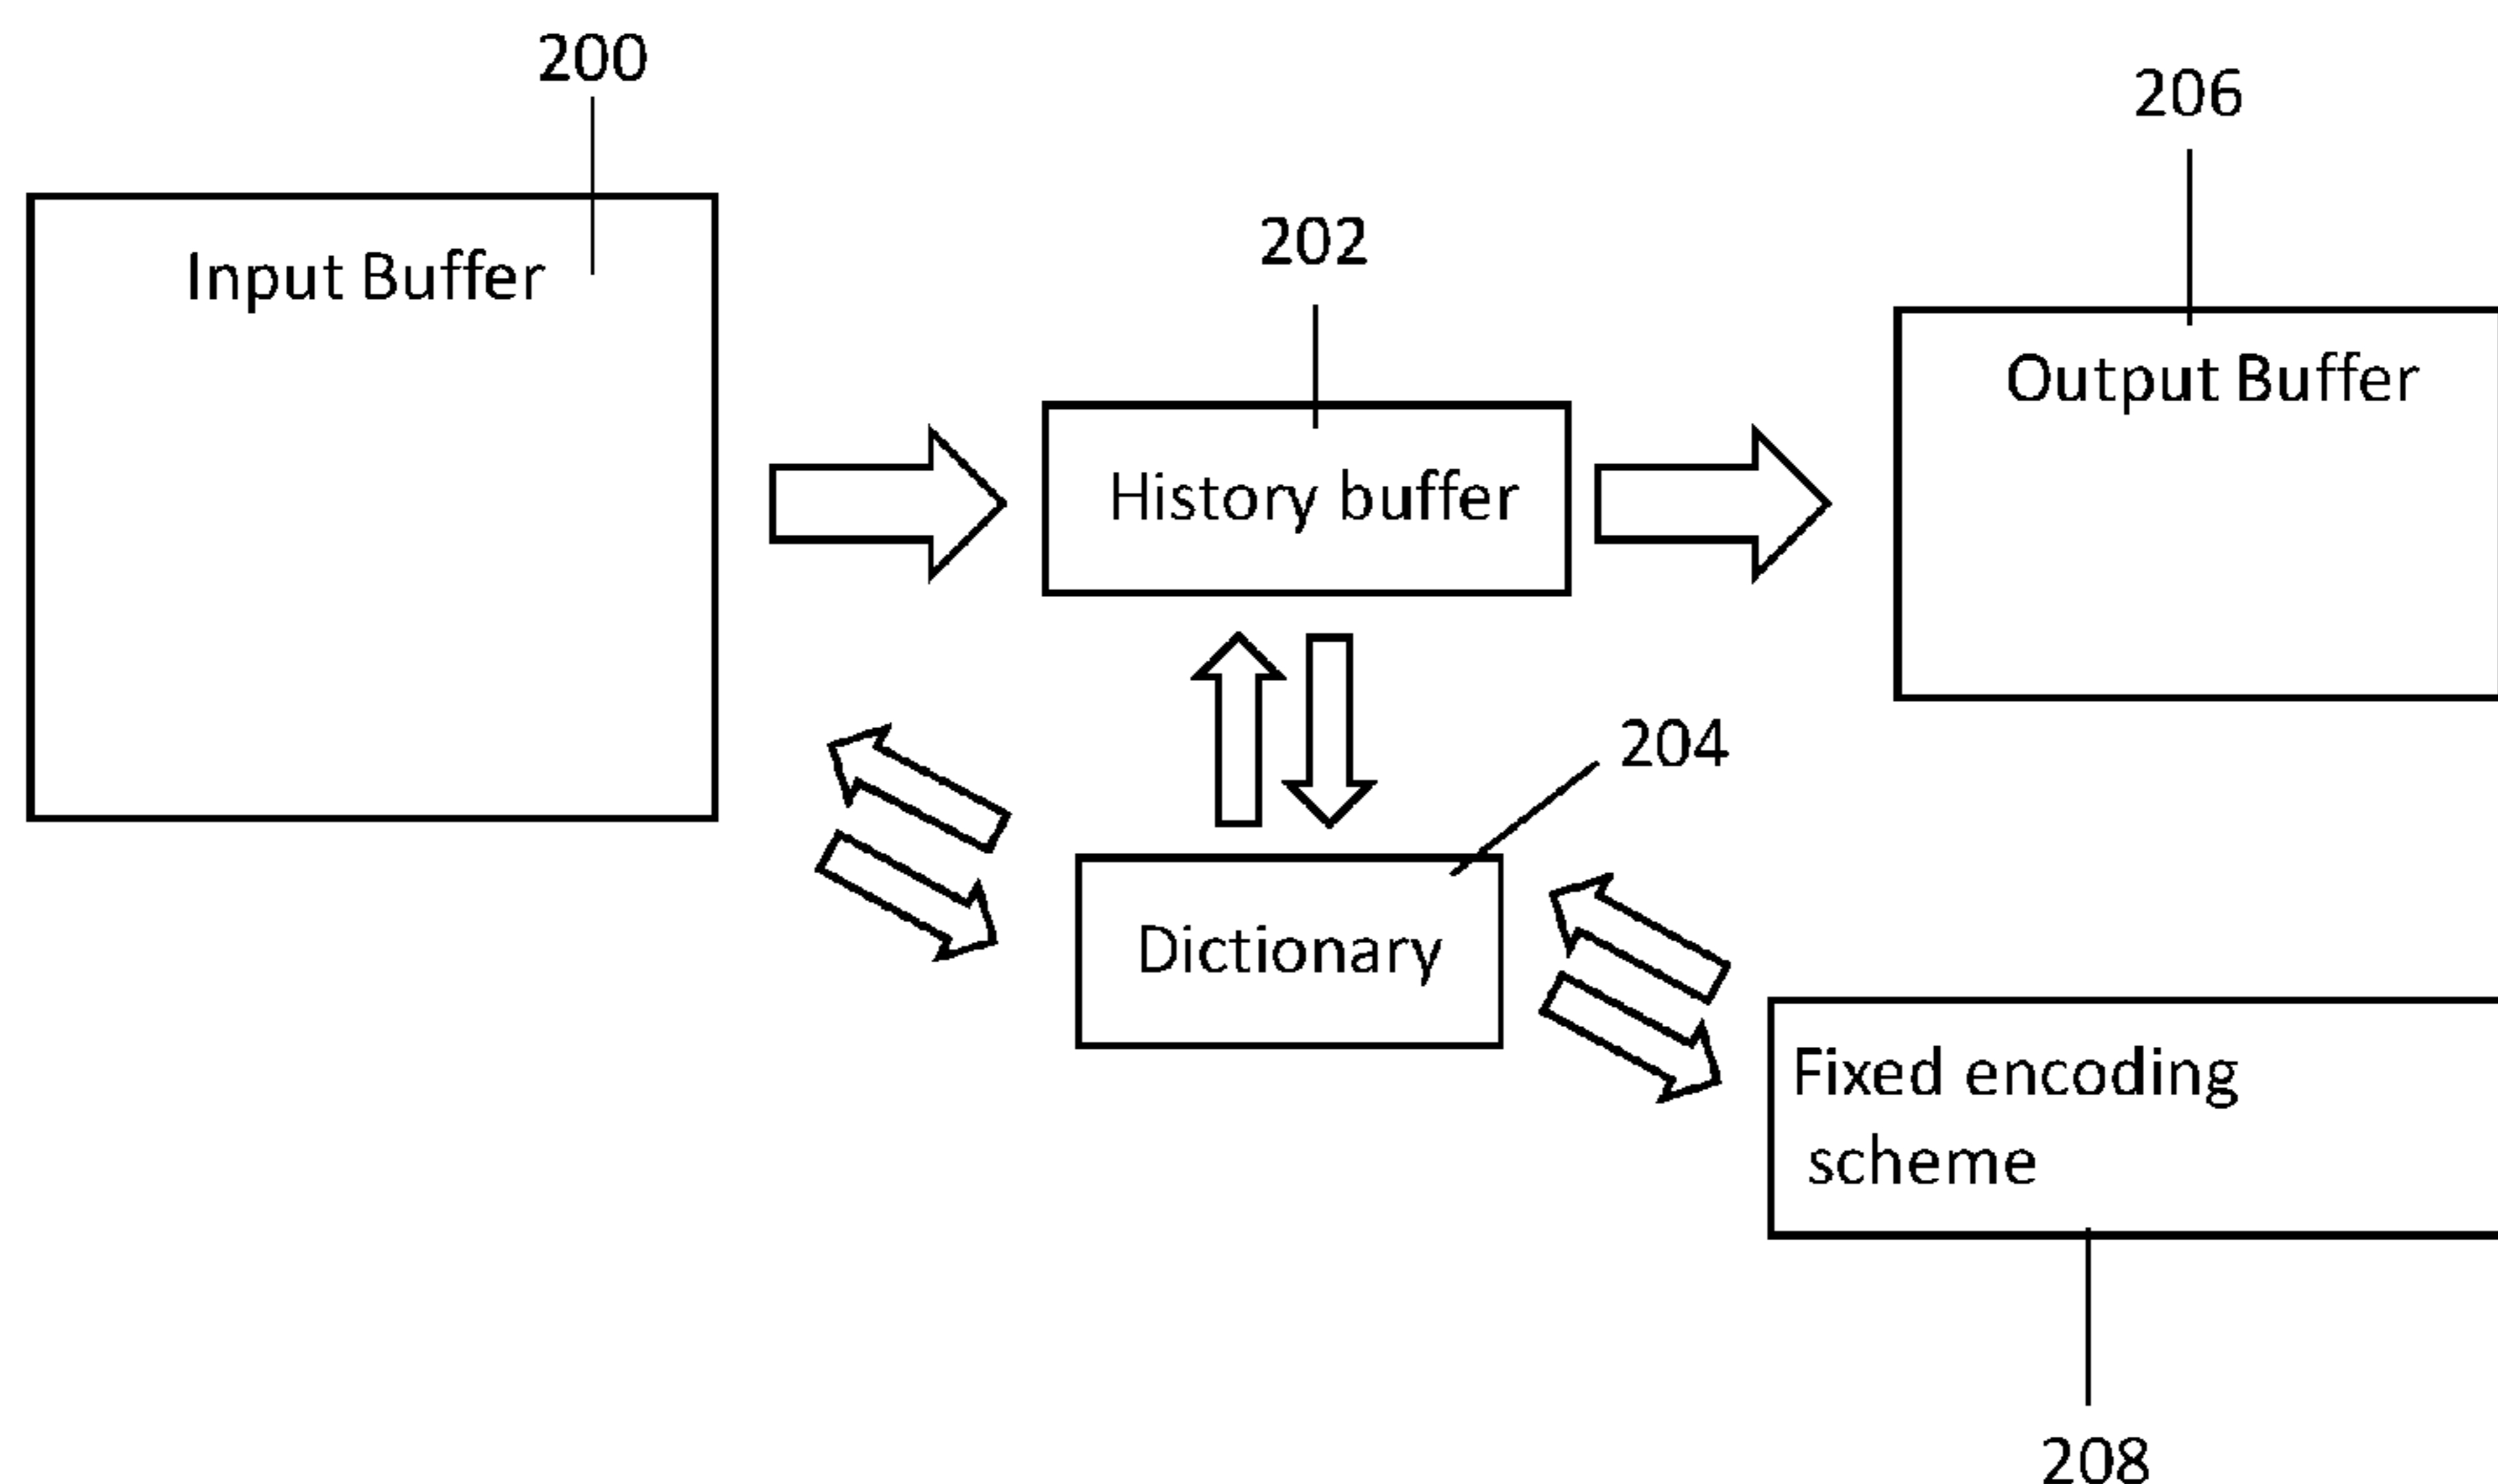 200
206
Input Buffer
202
Output Buffer
History buffer
204
Dictionary
Fixed encoding
scheme
208